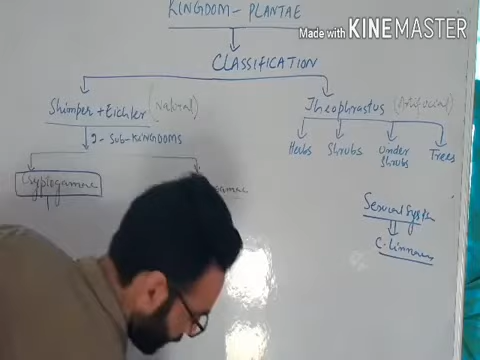 KINGDOM - PLANTAE
Made with KINEMASTER
CLASSIFICATION
Shimper + Eichler (Natural)
Theophrastus (Artificial)
2 - SUB-KINGDOMS
Herbs Shrubs Under shrubs Trees
Cryptogamae
Sexual System
C. Linnaeus